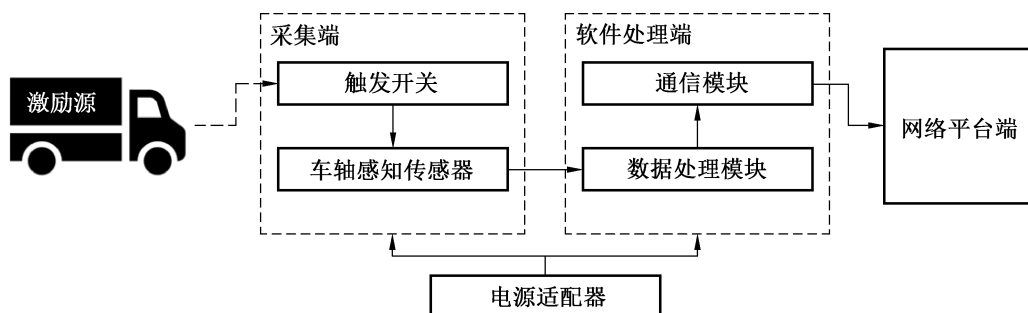 采集端
软件处理端
触发开关
通信模块
激励源
网络平台端
车轴感知传感器
数据处理模块
电源适配器